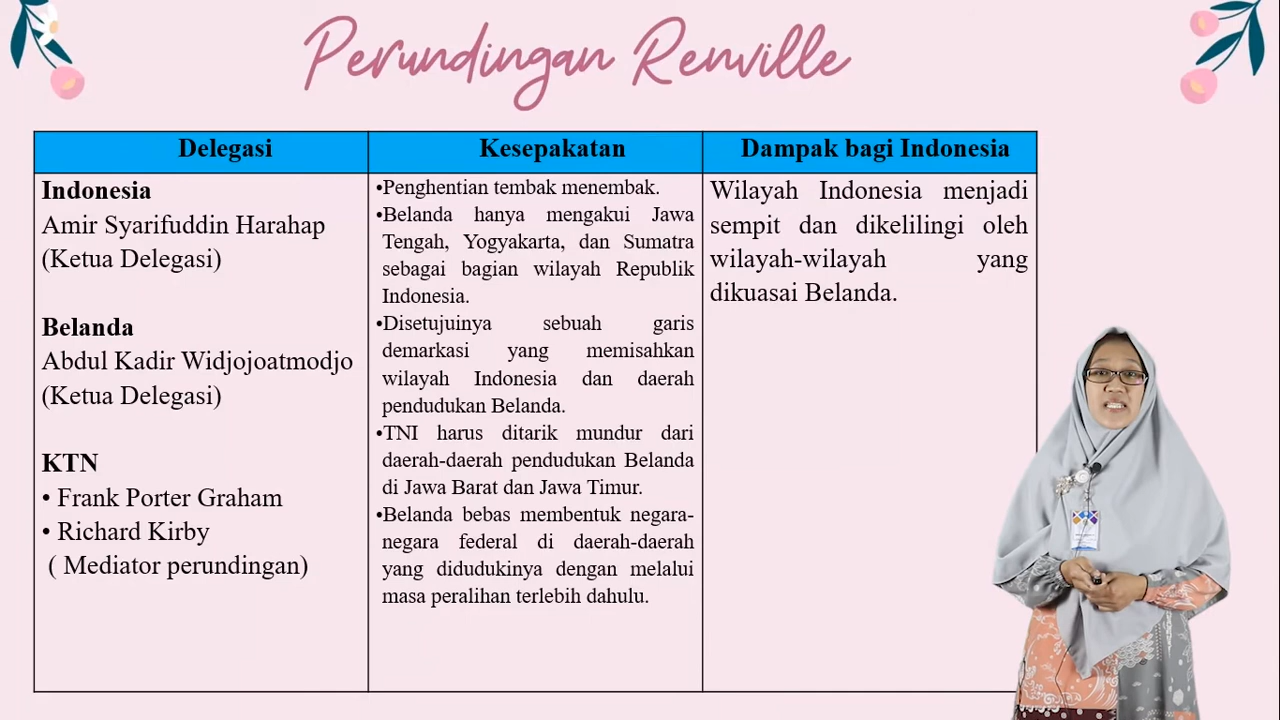 Perundingan Renville
Delegasi
Kesepakatan
Dampak bagi Indonesia
Indonesia
Amir Syarifuddin Harahap
(Ketua Delegasi)
Belanda
Abdul Kadir Widjojoatmodjo
(Ketua Delegasi)
KTN
• Frank Porter Graham
• Richard Kirby
( Mediator perundingan)
•Penghentian tembak menembak.
•Belanda hanya mengakui Jawa
Tengah, Yogyakarta, dan Sumatra
sebagai bagian wilayah Republik
Indonesia.
•Disetujuinya sebuah garis
demarkasi yang memisahkan
wilayah Indonesia dan daerah
pendudukan Belanda.
•TNI harus ditarik mundur dari
daerah-daerah pendudukan Belanda
di Jawa Barat dan Jawa Timur.
•Belanda bebas membentuk negara-
negara federal di daerah-daerah
yang didudukinya dengan melalui
masa peralihan terlebih dahulu.
Wilayah Indonesia menjadi
sempit dan dikelilingi oleh
wilayah-wilayah yang
dikuasai Belanda.